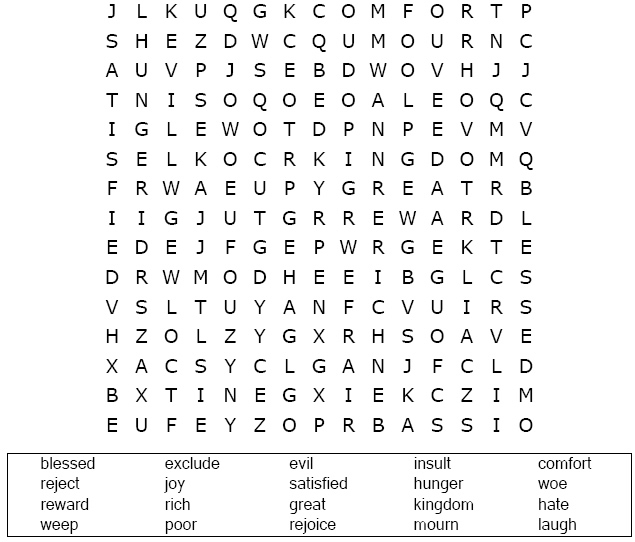 J L K U Q G K C O M F O R T P
S H E Z D W C Q U M O U R N C
A U V P J S E B D W O V H J J
T N I S O Q O E O A L E O Q C
I G L E W O T D P N P E V M V
S E L K O C R K I N G D O M Q
F R W A E U P Y G R E A T R B
I I G J U T G R R E W A R D L
E D E J F G E P W R G E K T E
D R W M O D H E E I B G L C S
V S L T U Y A N F C V U I R S
H Z O L Z Y G X R H S O A V E
X A C S Y C L G A N J F C L D
B X T I N E G X I E K C Z I M
E U F E Y Z O P R B A S S I O
blessed exclude evil insult comfort
reject joy satisfied hunger woe
reward rich great kingdom hate
weep poor rejoice mourn laugh